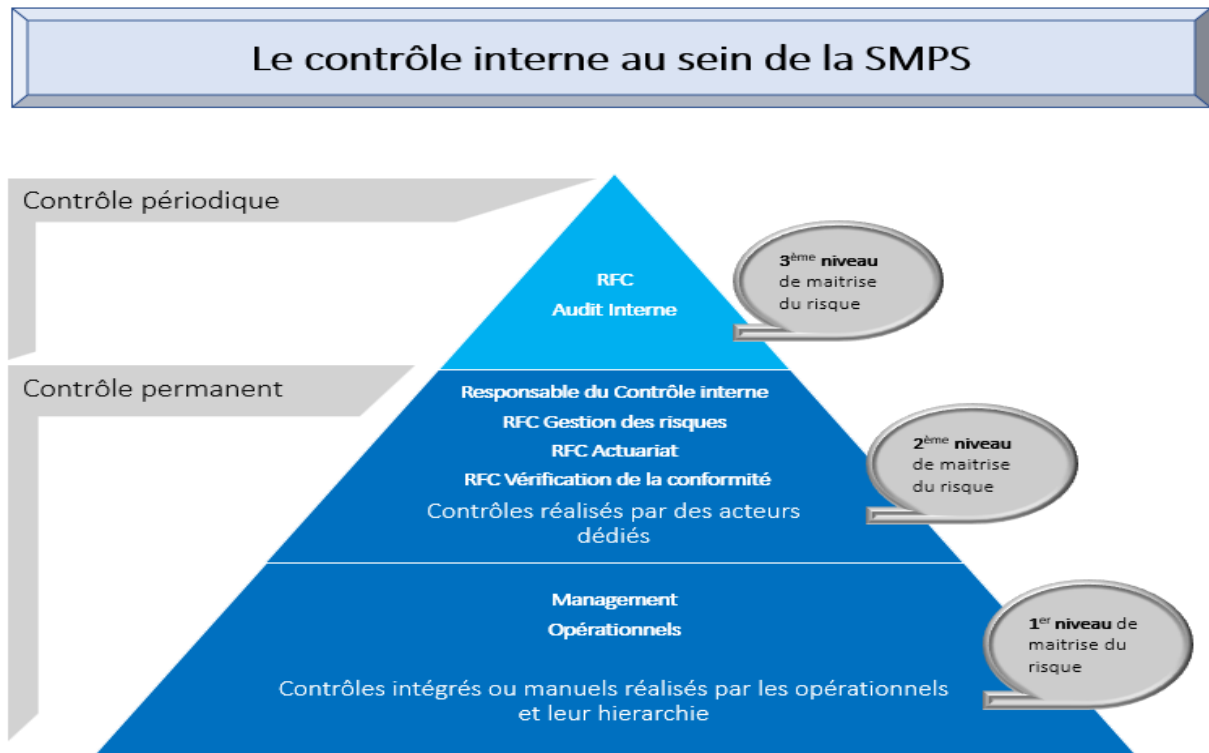 Le contrôle interne au sein de la SMPS
Contrôle périodique
RFC
Audit Interne
3ème niveau
de maitrise
du risque
Contrôle permanent
Responsable du Contrôle interne
RFC Gestion des risques
RFC Actuariat
RFC Vérification de la conformité
Contrôles réalisés par des acteurs
dédiés
2ème niveau
de maitrise
du risque
Management
Opérationnels
Contrôles intégrés ou manuels réalisés par les opérationnels
et leur hierarchie
1er niveau de
maitrise du
risque